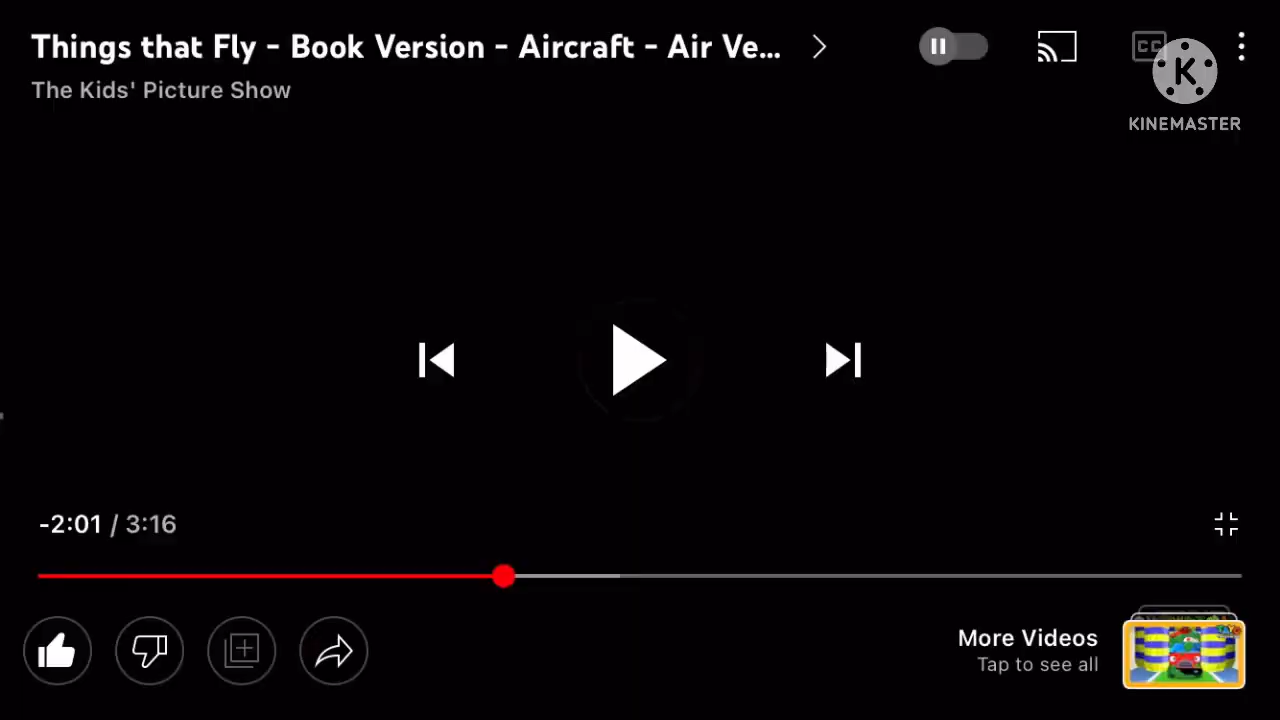 Things that Fly - Book Version - Aircraft - Air Ve...
The Kids' Picture Show
CC
K
KINEMASTER
-2:01 / 3:16
More Videos
Tap to see all